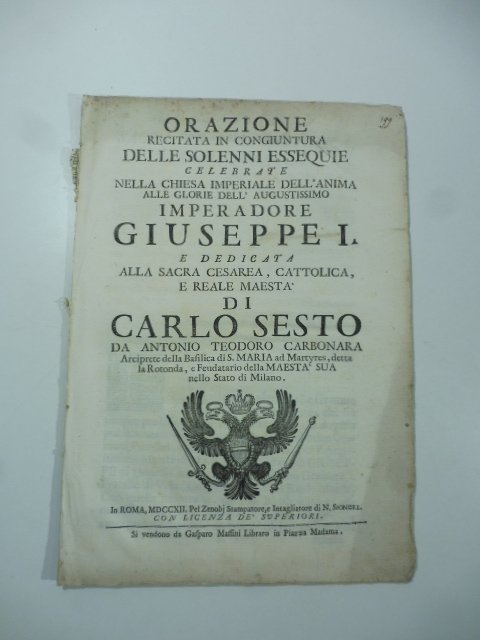 199
ORAZIONE
RECITATA IN CONGIUNTURA
DELLE SOLENNI ESSEQUIE
CELEBRATE
NELLA CHIESA IMPERIALE DELL'ANIMA
ALLE GLORIE DELL' AUGUSTISSIMO
IMPERADORE
GIUSEPPE I.
E DEDICATA
ALLA SACRA CESAREA, CATTOLICA,
E REALE MAESTA'
DI
CARLO SESTO
DA ANTONIO TEODORO CARBONARA
Arciprete della Basilica di S. MARIA ad Martyres, detta
la Rotonda, e Feudatario della MAESTA' SUA
nello Stato di Milano.
In ROMA, MDCCXII. Pel Zenobj Stampatore, e Intagliatore di N. SIGNORE.
CON LICENZA DE' SUPERIORI.
Si vendono da Gasparo Massini Libraro in Piazza Madama.